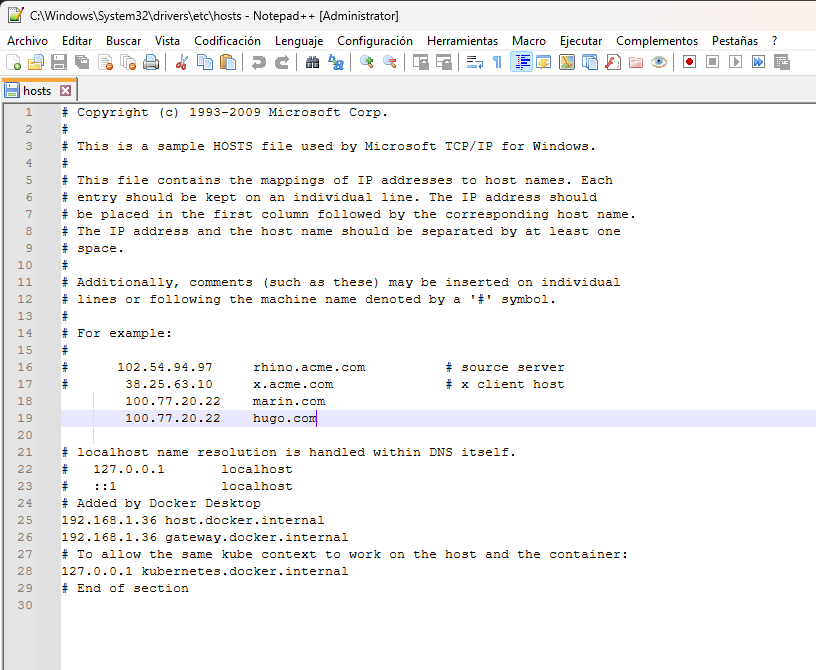 C:\Windows\System32\drivers\etc\hosts - Notepad++ [Administrator]
Archivo Editar Buscar Vista Codificación Lenguaje Configuración Herramientas Macro Ejecutar Complementos Pestañas ?
hosts
1 # Copyright (c) 1993-2009 Microsoft Corp.
2 #
3 # This is a sample HOSTS file used by Microsoft TCP/IP for Windows.
4 #
5 # This file contains the mappings of IP addresses to host names. Each
6 # entry should be kept on an individual line. The IP address should
7 # be placed in the first column followed by the corresponding host name.
8 # The IP address and the host name should be separated by at least one
9 # space.
10 #
11 # Additionally, comments (such as these) may be inserted on individual
12 # lines or following the machine name denoted by a '#' symbol.
13 #
14 # For example:
15 #
16 #      102.54.94.97     rhino.acme.com          # source server
17 #       38.25.63.10     x.acme.com              # x client host
18         100.77.20.22    marin.com
19         100.77.20.22    hugo.com
20
21 # localhost name resolution is handled within DNS itself.
22 #   127.0.0.1       localhost
23 #   ::1             localhost
24 # Added by Docker Desktop
25 192.168.1.36 host.docker.internal
26 192.168.1.36 gateway.docker.internal
27 # To allow the same kube context to work on the host and the container:
28 127.0.0.1 kubernetes.docker.internal
29 # End of section
30